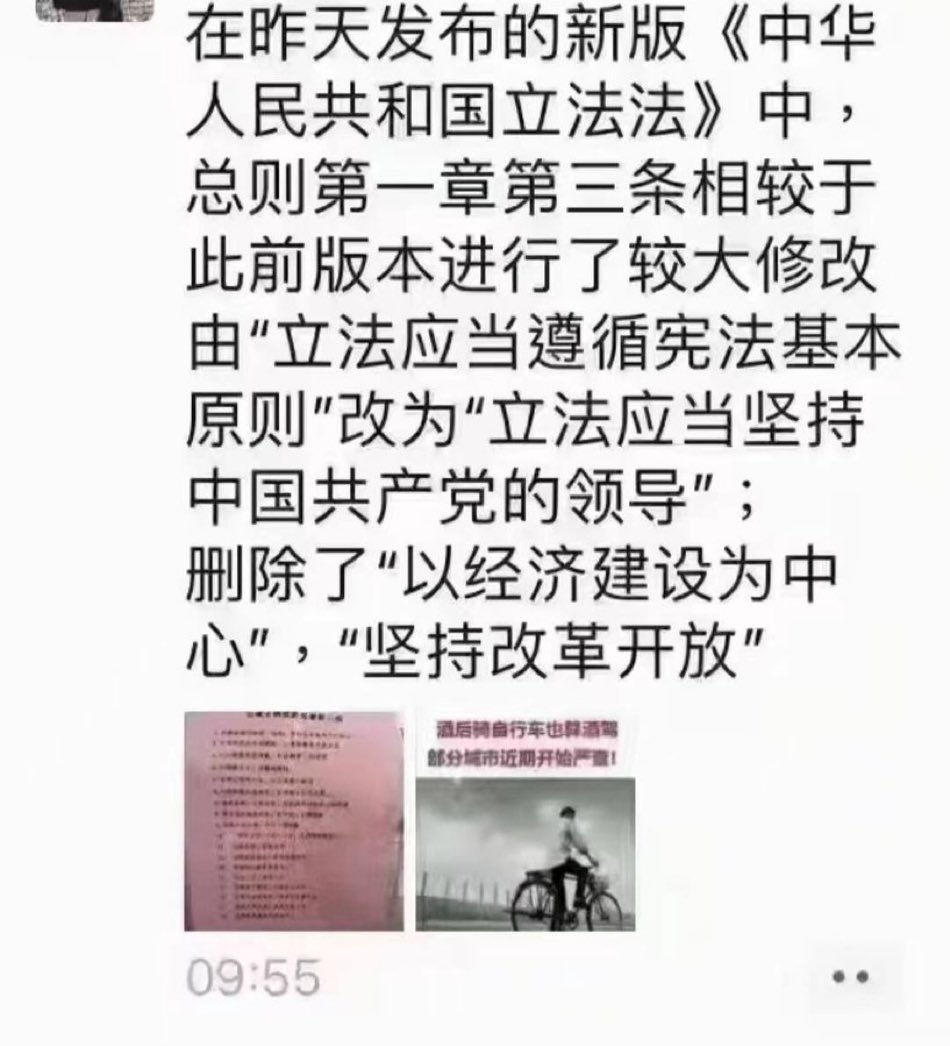 在昨天发布的新版《中华
人民共和国立法法》中，
总则第一章第三条相较于
此前版本进行了较大修改
由“立法应当遵循宪法基本
原则”改为“立法应当坚持
中国共产党的领导”；
删除了“以经济建设为中
心”，“坚持改革开放”
酒后骑自行车也算酒驾
部分城市近期开始严查！
09:55